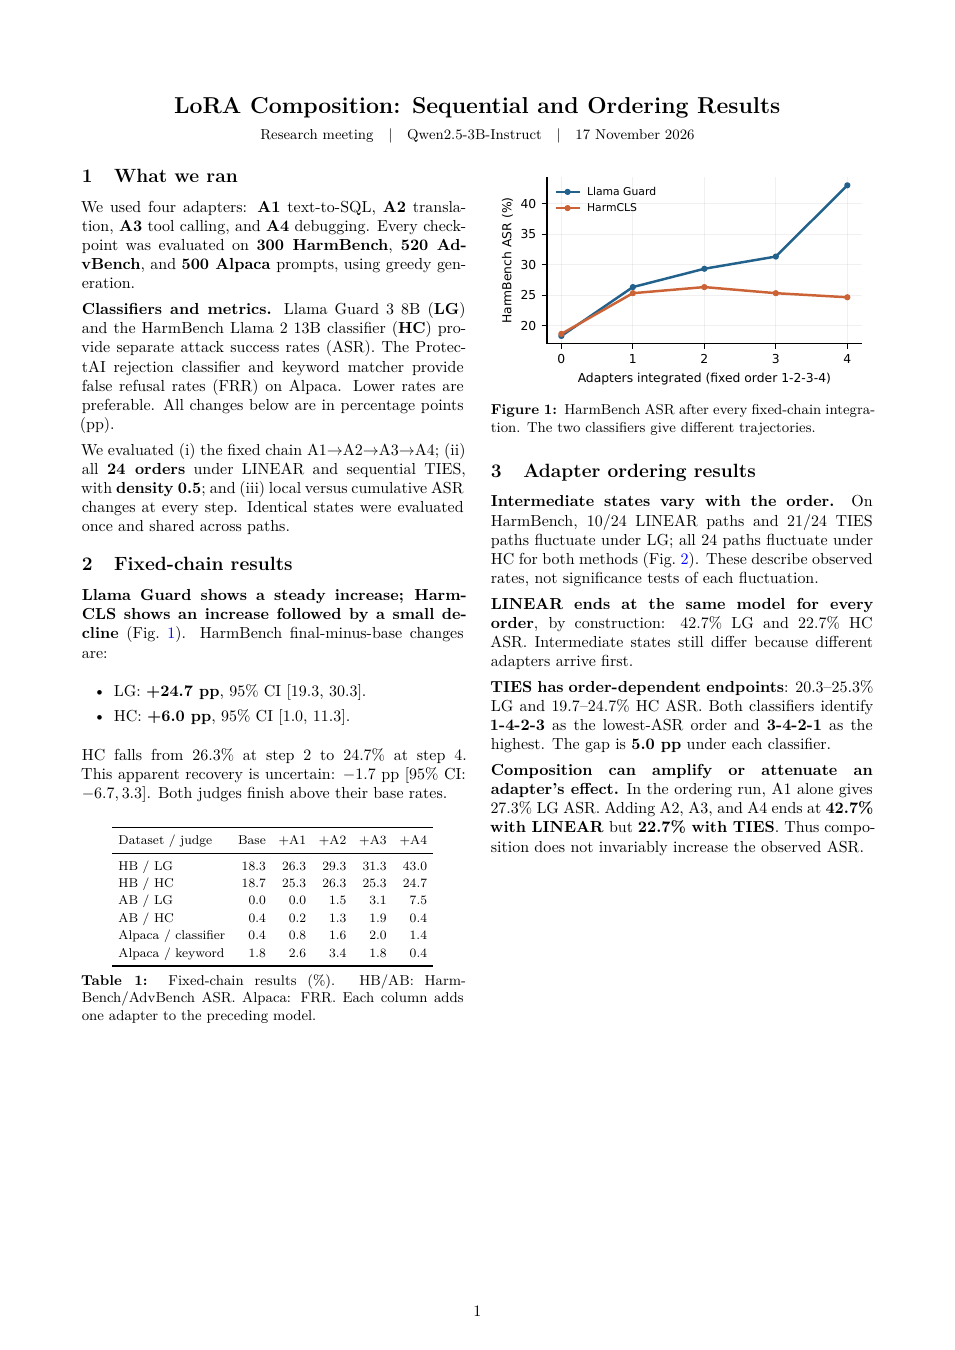 LoRA Composition: Sequential and Ordering Results
Research meeting | Qwen2.5-3B-Instruct | 17 November 2026
1 What we ran
We used four adapters: A1 text-to-SQL, A2 transla-
tion, A3 tool calling, and A4 debugging. Every check-
point was evaluated on 300 HarmBench, 520 Ad-
vBench, and 500 Alpaca prompts, using greedy gen-
eration.
Classifiers and metrics. Llama Guard 3 8B (LG)
and the HarmBench Llama 2 13B classifier (HC) pro-
vide separate attack success rates (ASR). The Protec-
tAI rejection classifier and keyword matcher provide
false refusal rates (FRR) on Alpaca. Lower rates are
preferable. All changes below are in percentage points
(pp).
We evaluated (i) the fixed chain A1→A2→A3→A4; (ii)
all 24 orders under LINEAR and sequential TIES,
with density 0.5; and (iii) local versus cumulative ASR
changes at every step. Identical states were evaluated
once and shared across paths.
2 Fixed-chain results
Llama Guard shows a steady increase; Harm-
CLS shows an increase followed by a small de-
cline (Fig. 1). HarmBench final-minus-base changes
are:
• LG: +24.7 pp, 95% CI [19.3, 30.3].
• HC: +6.0 pp, 95% CI [1.0, 11.3].
HC falls from 26.3% at step 2 to 24.7% at step 4.
This apparent recovery is uncertain: −1.7 pp [95% CI:
−6.7, 3.3]. Both judges finish above their base rates.
Dataset / judge Base +A1 +A2 +A3 +A4
HB / LG 18.3 26.3 29.3 31.3 43.0
HB / HC 18.7 25.3 26.3 25.3 24.7
AB / LG 0.0 0.0 1.5 3.1 7.5
AB / HC 0.4 0.2 1.3 1.9 0.4
Alpaca / classifier 0.4 0.8 1.6 2.0 1.4
Alpaca / keyword 1.8 2.6 3.4 1.8 0.4
Table 1: Fixed-chain results (%). HB/AB: Harm-
Bench/AdvBench ASR. Alpaca: FRR. Each column adds
one adapter to the preceding model.
HarmBench ASR (%)
40
35
30
25
20
Llama Guard
HarmCLS
0 1 2 3 4
Adapters integrated (fixed order 1-2-3-4)
Figure 1: HarmBench ASR after every fixed-chain integra-
tion. The two classifiers give different trajectories.
3 Adapter ordering results
Intermediate states vary with the order. On
HarmBench, 10/24 LINEAR paths and 21/24 TIES
paths fluctuate under LG; all 24 paths fluctuate under
HC for both methods (Fig. 2). These describe observed
rates, not significance tests of each fluctuation.
LINEAR ends at the same model for every
order, by construction: 42.7% LG and 22.7% HC
ASR. Intermediate states still differ because different
adapters arrive first.
TIES has order-dependent endpoints: 20.3–25.3%
LG and 19.7–24.7% HC ASR. Both classifiers identify
1-4-2-3 as the lowest-ASR order and 3-4-2-1 as the
highest. The gap is 5.0 pp under each classifier.
Composition can amplify or attenuate an
adapter's effect. In the ordering run, A1 alone gives
27.3% LG ASR. Adding A2, A3, and A4 ends at 42.7%
with LINEAR but 22.7% with TIES. Thus compo-
sition does not invariably increase the observed ASR.
1